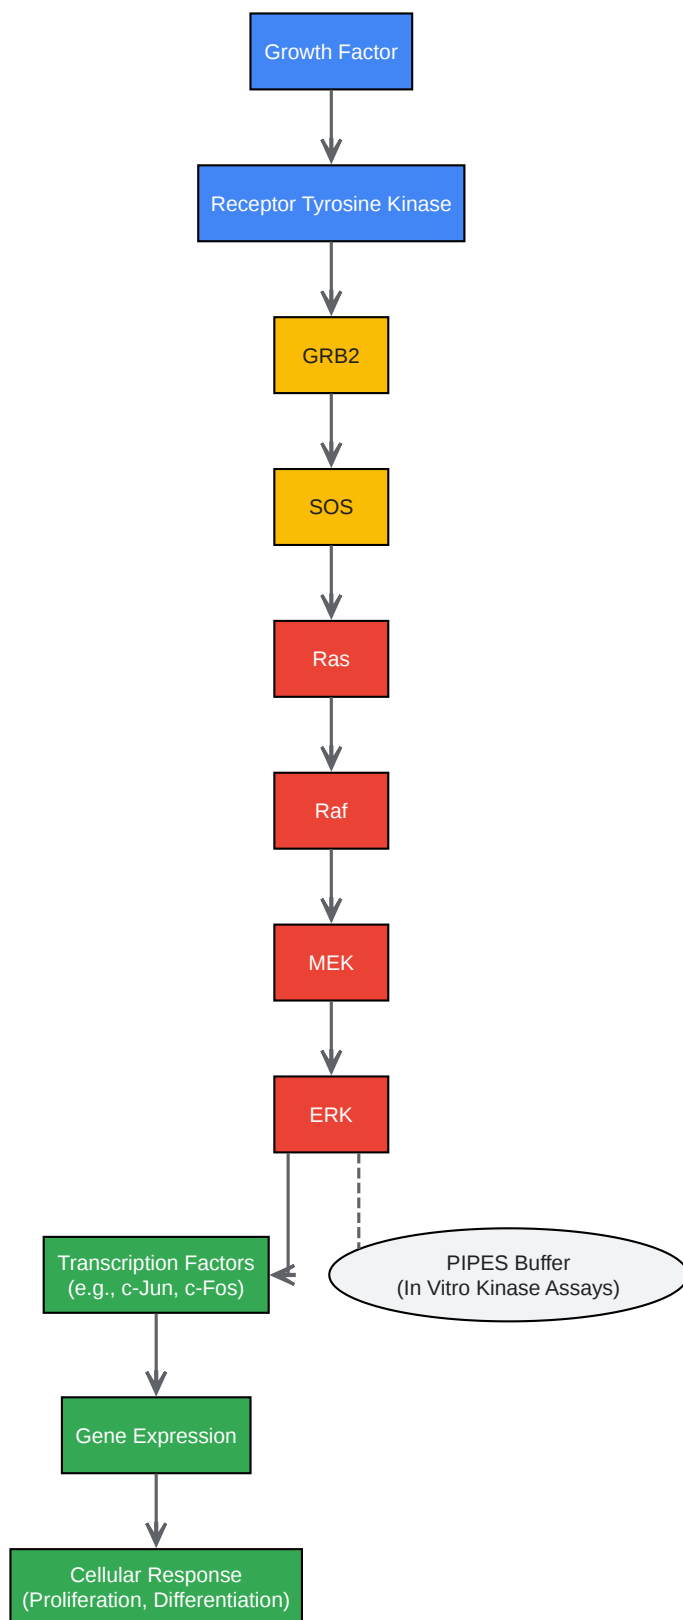 Growth Factor
Receptor Tyrosine Kinase
GRB2
SOS
Ras
Raf
MEK
ERK
Transcription Factors
(e.g., c-Jun, c-Fos)
PIPES Buffer
(In Vitro Kinase Assays)
Gene Expression
Cellular Response
(Proliferation, Differentiation)